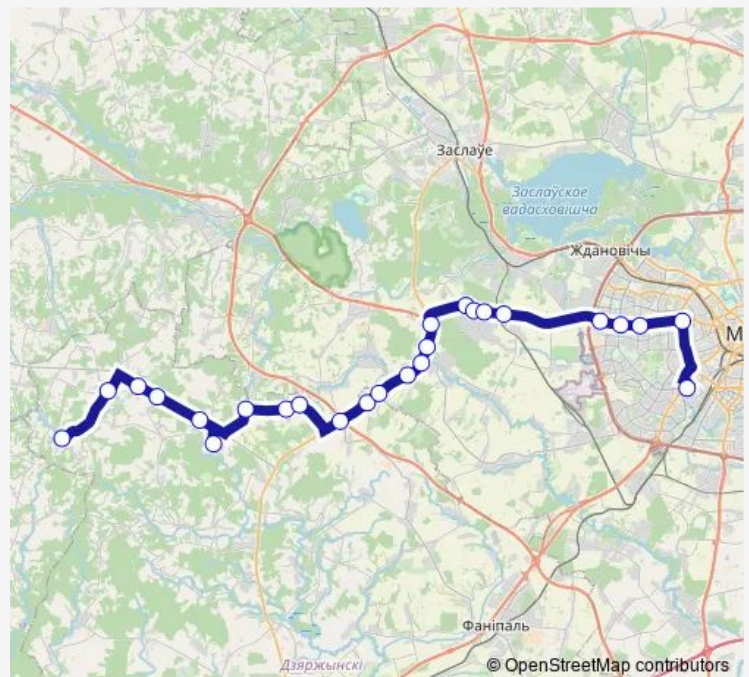 Заслаўе
Заслаўскае
вадасховішча
Ждановічы
М
Фаніпаль
Дзяржынскі
© OpenStreetMap contributors